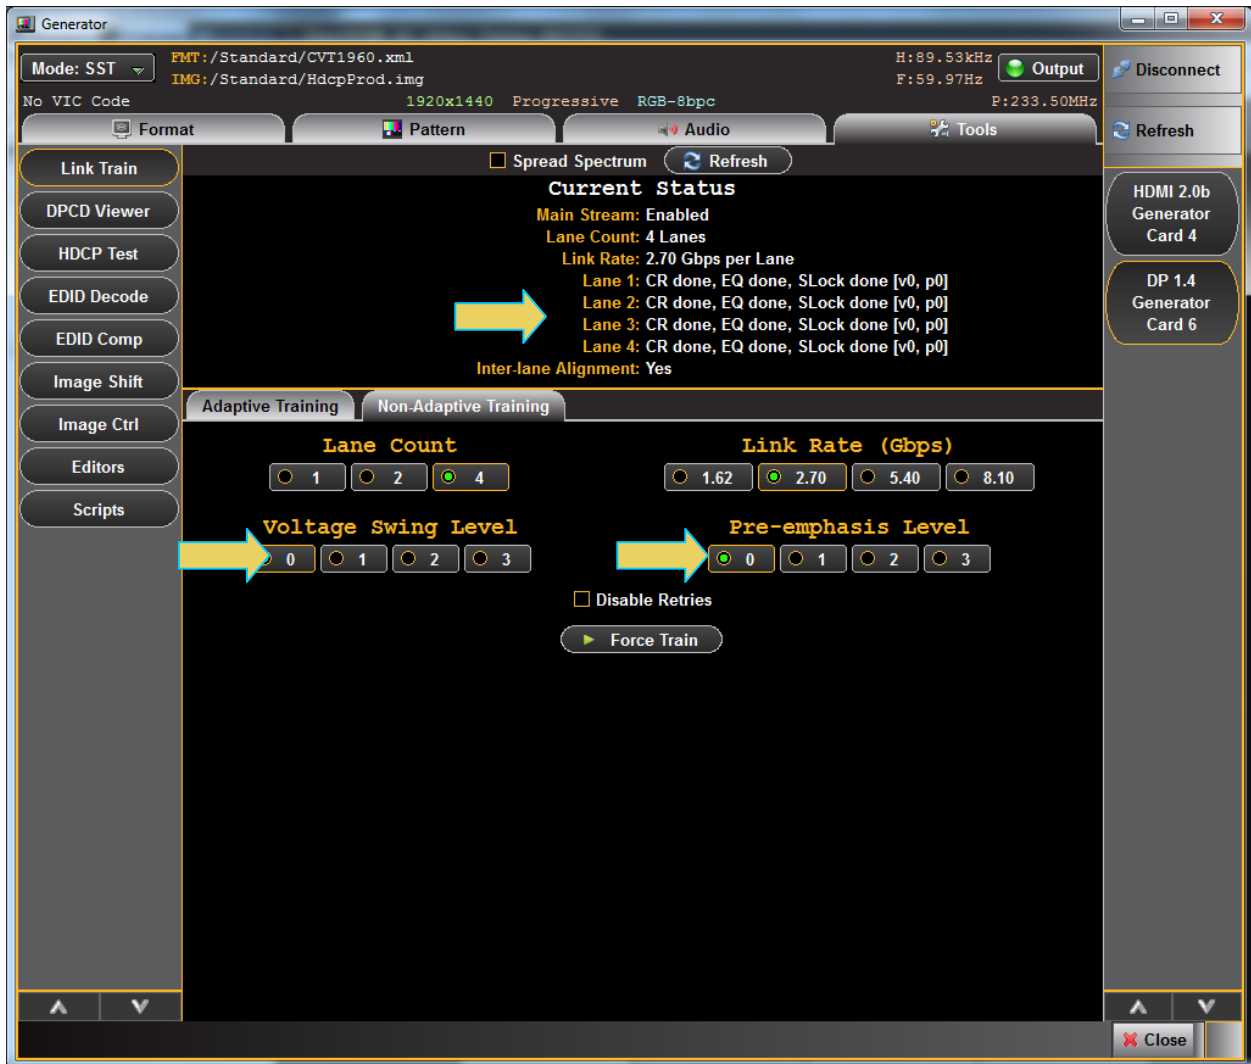 Generator
Mode: SST
FMT:/Standard/CVT1960.xml
IMG:/Standard/HdcpProd.img
H:89.53kHz
F:59.97Hz
Output
No VIC Code 1920x1440 Progressive RGB-8bpc P:233.50MHz
Format Pattern Audio Tools
Disconnect
Refresh
HDMI 2.0b
Generator
Card 4
DP 1.4
Generator
Card 6
Link Train
DPCD Viewer
HDCP Test
EDID Decode
EDID Comp
Image Shift
Image Ctrl
Editors
Scripts
Spread Spectrum Refresh
Current Status
Main Stream: Enabled
Lane Count: 4 Lanes
Link Rate: 2.70 Gbps per Lane
Lane 1: CR done, EQ done, SLock done [v0, p0]
Lane 2: CR done, EQ done, SLock done [v0, p0]
Lane 3: CR done, EQ done, SLock done [v0, p0]
Lane 4: CR done, EQ done, SLock done [v0, p0]
Inter-lane Alignment: Yes
Adaptive Training Non-Adaptive Training
Lane Count
1 2 4
Link Rate (Gbps)
1.62 2.70 5.40 8.10
Voltage Swing Level
0 1 2 3
Pre-emphasis Level
0 1 2 3
Disable Retries
Force Train
Close